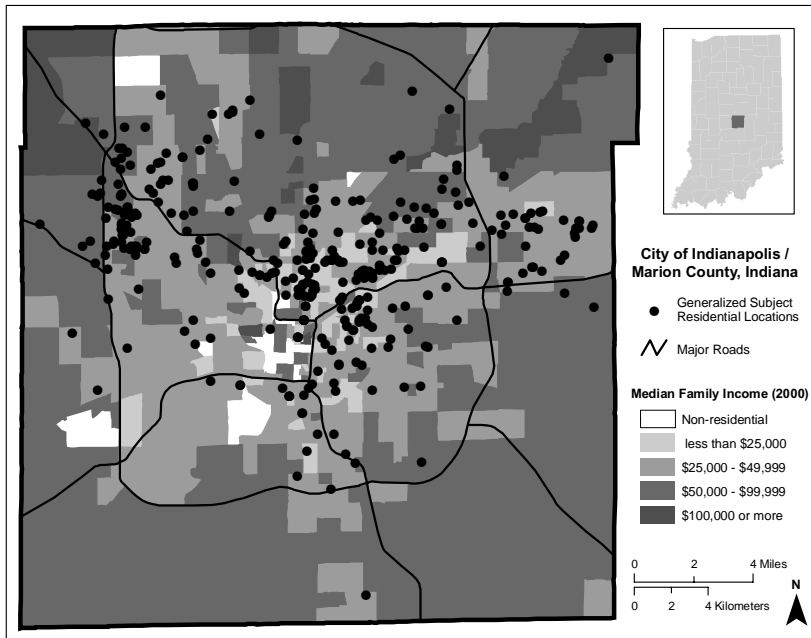 City of Indianapolis /
Marion County, Indiana
Generalized Subject
Residential Locations
Major Roads
Median Family Income (2000)
Non-residential
less than $25,000
$25,000 - $49,999
$50,000 - $99,999
$100,000 or more
0 2 4 Miles
0 2 4 Kilometers
N